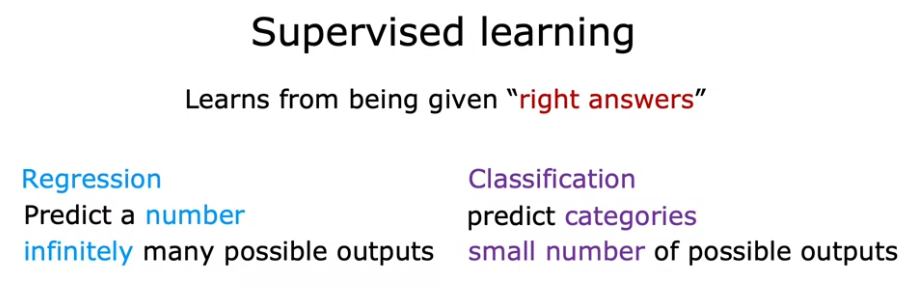 Supervised learning
Learns from being given “right answers”
Regression
Predict a number
infinitely many possible outputs
Classification
predict categories
small number of possible outputs